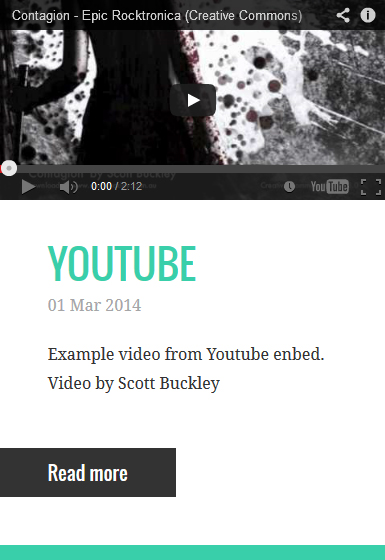 Contagion - Epic Rocktronica (Creative Commons)
by Scott Buckley
0:00 / 2:12
YouTube
YOUTUBE
01 Mar 2014
Example video from Youtube enbed.
Video by Scott Buckley
Read more